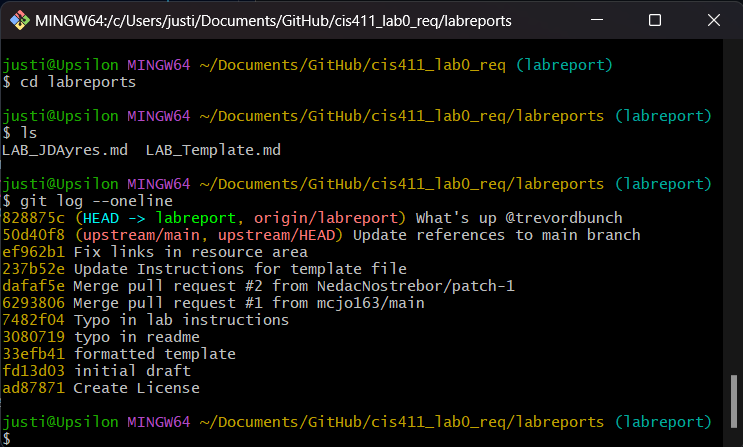 MINGW64:/c/Users/justi/Documents/GitHub/cis411_lab0_req/labreports
justi@Upsilon MINGW64 ~/Documents/GitHub/cis411_lab0_req (labreport)
$ cd labreports
justi@Upsilon MINGW64 ~/Documents/GitHub/cis411_lab0_req/labreports (labreport)
$ ls
LAB_JDAyres.md  LAB_Template.md
justi@Upsilon MINGW64 ~/Documents/GitHub/cis411_lab0_req/labreports (labreport)
$ git log --oneline
828875c (HEAD -> labreport, origin/labreport) What's up @trevordbunch
50d40f8 (upstream/main, upstream/HEAD) Update references to main branch
ef962b1 Fix links in resource area
237b52e Update Instructions for template file
dafaf5e Merge pull request #2 from NedacNostrebor/patch-1
6293806 Merge pull request #1 from mcjo163/main
7482f04 Typo in lab instructions
3080719 typo in readme
33efb41 formatted template
fd13d03 initial draft
ad87871 Create License
justi@Upsilon MINGW64 ~/Documents/GitHub/cis411_lab0_req/labreports (labreport)
$